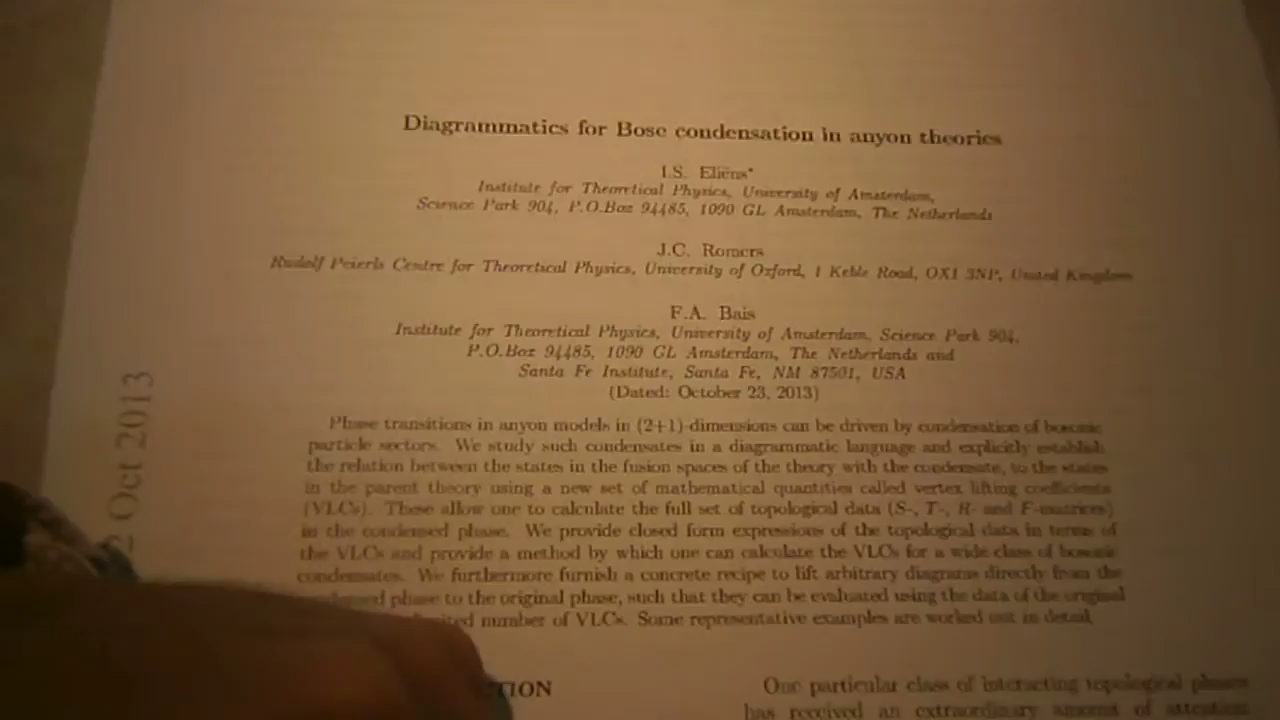 Diagrammatics for Bose condensation in anyon theories
I.S. Eliëns*
Institute for Theoretical Physics, University of Amsterdam,
Science Park 904, P.O.Box 94485, 1090 GL Amsterdam, The Netherlands
J.C. Romers
Rudolf Peierls Centre for Theoretical Physics, University of Oxford, 1 Keble Road, OX1 3NP, United Kingdom
F.A. Bais
Institute for Theoretical Physics, University of Amsterdam, Science Park 904,
P.O.Box 94485, 1090 GL Amsterdam, The Netherlands and
Santa Fe Institute, Santa Fe, NM 87501, USA
(Dated: October 23, 2013)
Phase transitions in anyon models in (2+1)-dimensions can be driven by condensation of bosonic
particle sectors. We study such condensates in a diagrammatic language and explicitly establish
the relation between the states in the fusion spaces of the theory with the condensate, to the states
in the parent theory using a new set of mathematical quantities called vertex lifting coefficients
(VLCs). These allow one to calculate the full set of topological data (S-, T-, R- and F-matrices)
in the condensed phase. We provide closed form expressions of the topological data in terms of
the VLCs and provide a method by which one can calculate the VLCs for a wide class of bosonic
condensates. We furthermore furnish a concrete recipe to lift arbitrary diagrams directly from the
phase to the original phase, such that they can be evaluated using the data of the original
number of VLCs. Some representative examples are worked out in detail.
2 Oct 2013
TION
One particular class of interacting topological phases
has received an extraordinary amount of attention